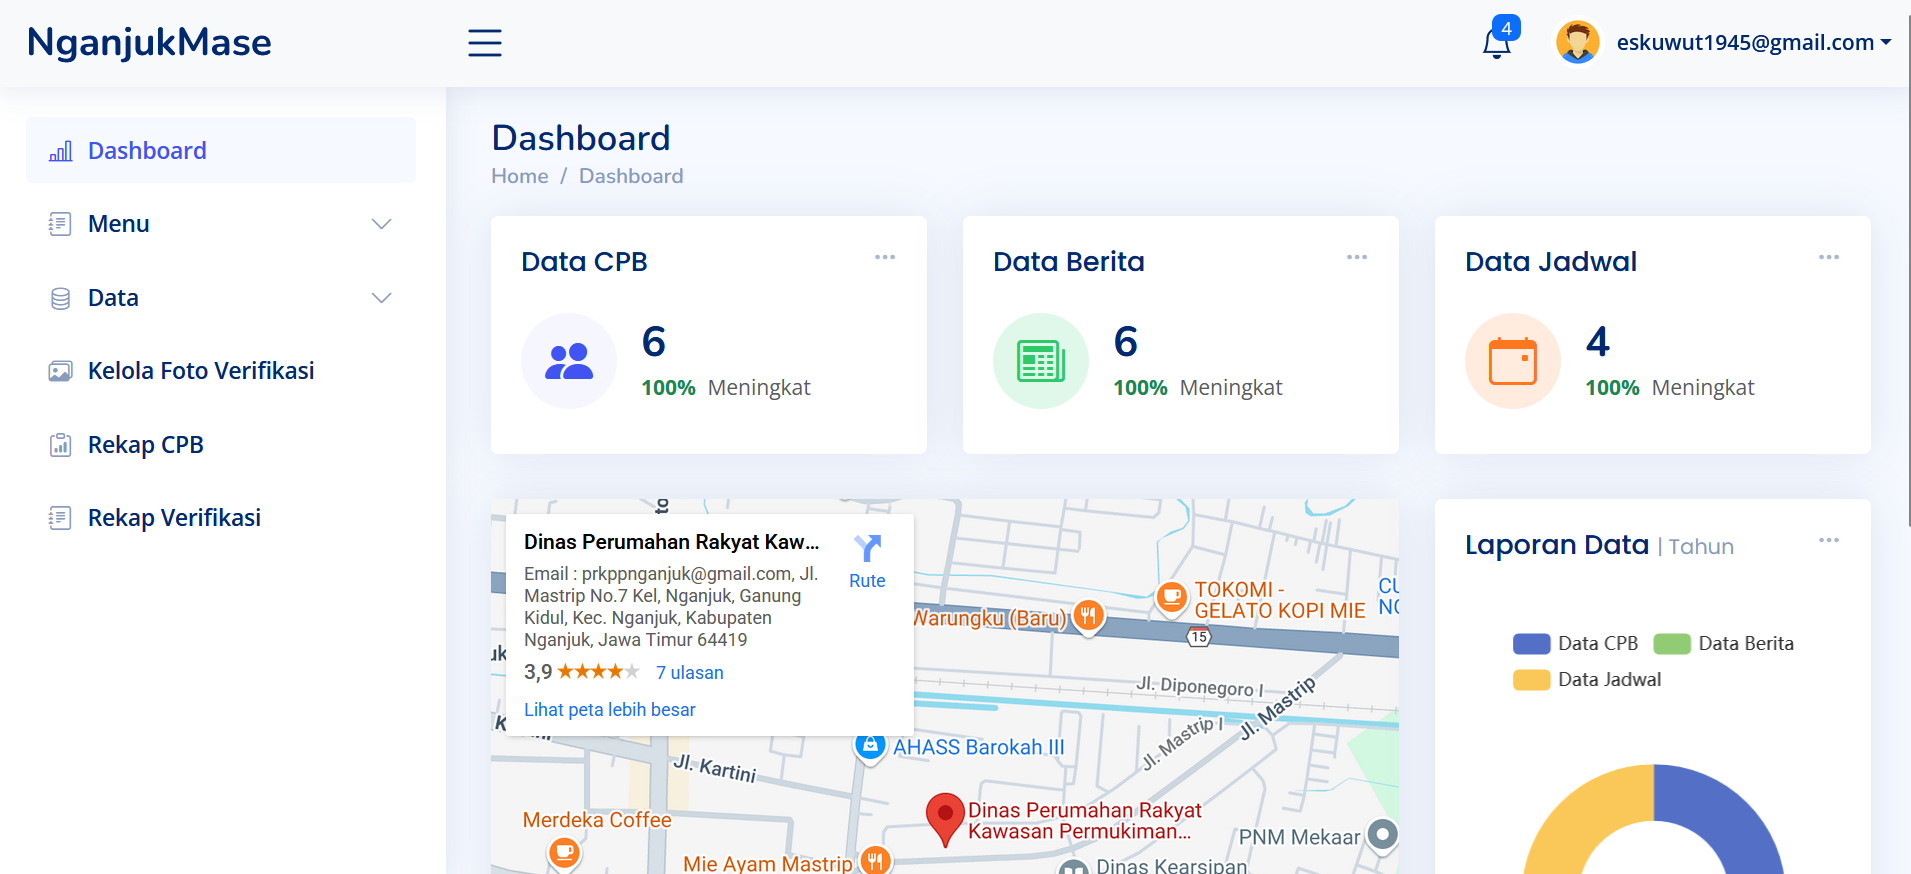 NganjukMase
4
eskuwut1945@gmail.com
Dashboard
Menu
Data
Kelola Foto Verifikasi
Rekap CPB
Rekap Verifikasi
Dashboard
Home / Dashboard
Data CPB
6
100% Meningkat
Data Berita
6
100% Meningkat
Data Jadwal
4
100% Meningkat
Dinas Perumahan Rakyat Kaw...
Rute
Email : prkppnganjuk@gmail.com, Jl.
Mastrip No.7 Kel, Nganjuk, Ganung
Kidul, Kec. Nganjuk, Kabupaten
Nganjuk, Jawa Timur 64419
3,9
7 ulasan
Lihat peta lebih besar
Warungku (Baru)
TOKOMI -
GELATO KOPI MIE
15
Jl. Diponegoro I
Jl. Mastrip
Jl. Mastrip I
AHASS Barokah III
Jl. Kartini
Merdeka Coffee
Mie Ayam Mastrip
Dinas Perumahan Rakyat
Kawasan Permukiman...
PNM Mekaar
Dinas Kearsipan
Laporan Data | Tahun
Data CPB
Data Berita
Data Jadwal